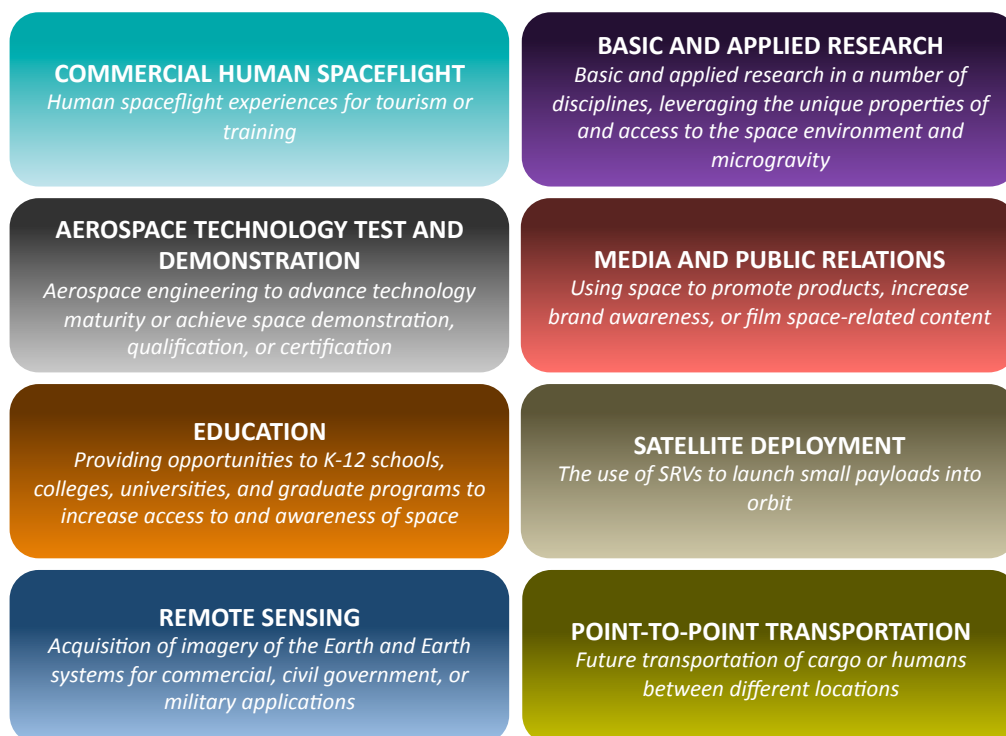 COMMERCIAL HUMAN SPACEFLIGHT
Human spaceflight experiences for tourism or
training
BASIC AND APPLIED RESEARCH
Basic and applied research in a number of
disciplines, leveraging the unique properties of
and access to the space environment and
microgravity
AEROSPACE TECHNOLOGY TEST AND
DEMONSTRATION
Aerospace engineering to advance technology
maturity or achieve space demonstration,
qualification, or certification
MEDIA AND PUBLIC RELATIONS
Using space to promote products, increase
brand awareness, or film space-related content
EDUCATION
Providing opportunities to K-12 schools,
colleges, universities, and graduate programs to
increase access to and awareness of space
SATELLITE DEPLOYMENT
The use of SRVs to launch small payloads into
orbit
REMOTE SENSING
Acquisition of imagery of the Earth and Earth
systems for commercial, civil government, or
military applications
POINT-TO-POINT TRANSPORTATION
Future transportation of cargo or humans
between different locations